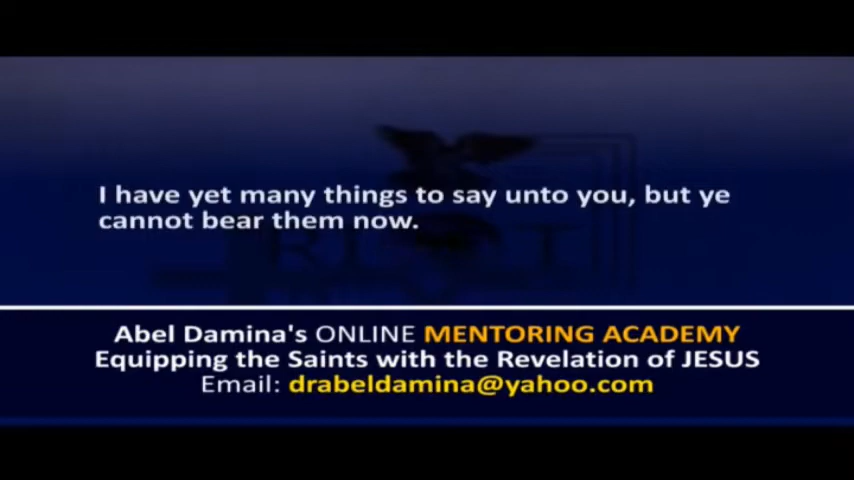 I have yet many things to say unto you, but ye
cannot bear them now.
Abel Damina's ONLINE MENTORING ACADEMY
Equipping the Saints with the Revelation of JESUS
Email: drabeldamina@yahoo.com